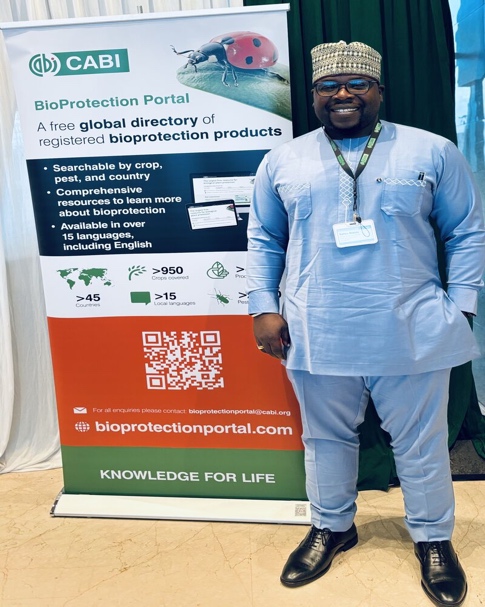 CABI
BioProtection Portal
A free global directory of
registered bioprotection products
• Searchable by crop,
pest, and country
• Comprehensive
resources to learn more
about bioprotection
• Available in over
15 languages,
including English
>45
Countries
>950
Crops covered
>15
Local languages
For all enquiries please contact: bioprotectionportal@cabi.org
bioprotectionportal.com
KNOWLEDGE FOR LIFE